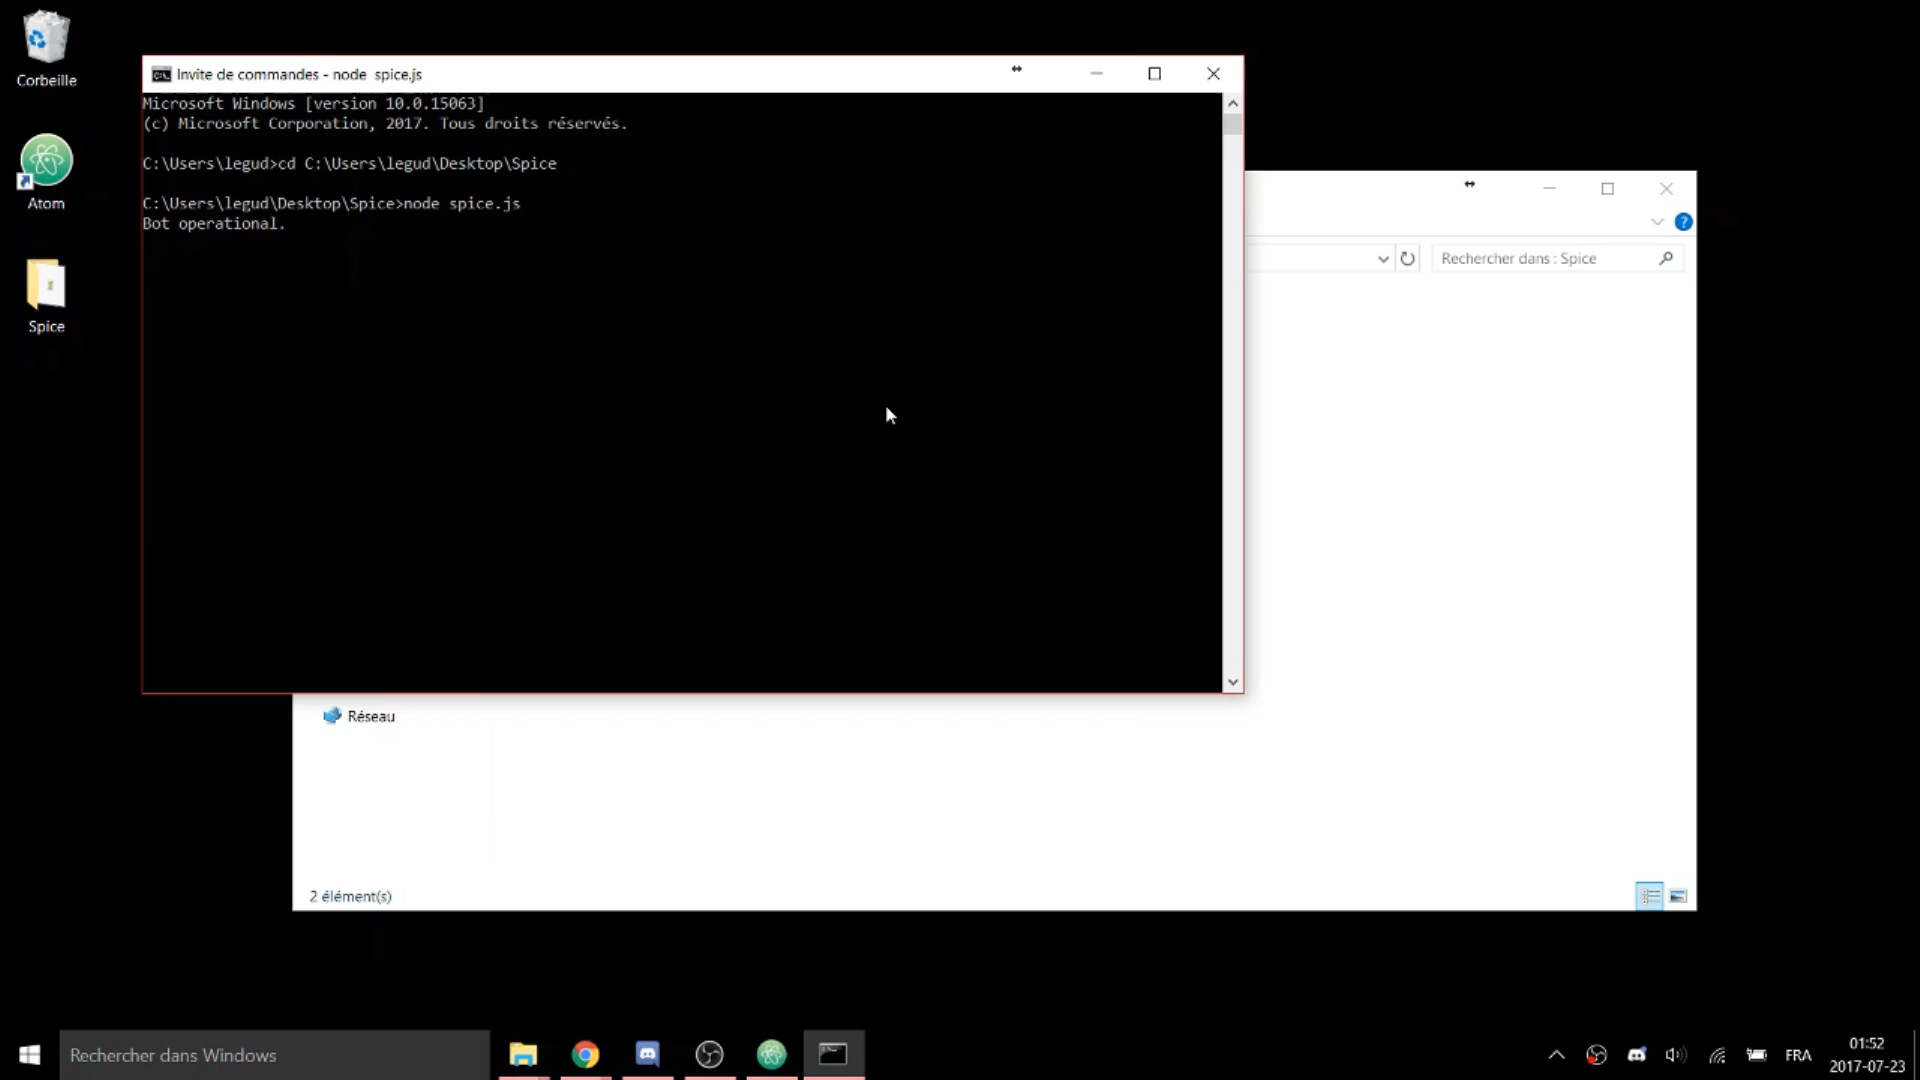 Corbeille
Atom
Spice
Invite de commandes - node  spice.js
Microsoft Windows [version 10.0.15063]
(c) Microsoft Corporation, 2017. Tous droits réservés.
C:\Users\legud>cd C:\Users\legud\Desktop\Spice
C:\Users\legud\Desktop\Spice>node spice.js
Bot operational.
Rechercher dans : Spice
Réseau
2 élément(s)
Rechercher dans Windows
FRA
01:52
2017-07-23